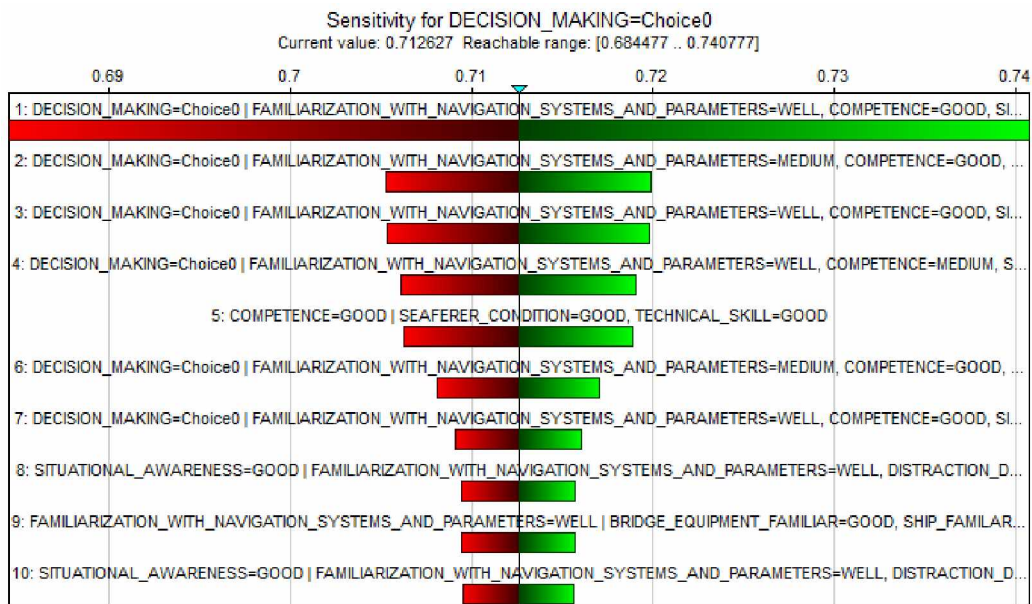 Sensitivity for DECISION_MAKING=Choice0
Current value: 0.712627 Reachable range: [0.684477 .. 0.740777]
0.69 0.7 0.71 0.72 0.73 0.74
1: DECISION_MAKING=Choice0 | FAMILIARIZATION_WITH_NAVIGATION_SYSTEMS_AND_PARAMETERS=WELL, COMPETENCE=GOOD, SI...
2: DECISION_MAKING=Choice0 | FAMILIARIZATION_WITH_NAVIGATION_SYSTEMS_AND_PARAMETERS=MEDIUM, COMPETENCE=GOOD, ...
3: DECISION_MAKING=Choice0 | FAMILIARIZATION_WITH_NAVIGATION_SYSTEMS_AND_PARAMETERS=WELL, COMPETENCE=GOOD, SI...
4: DECISION_MAKING=Choice0 | FAMILIARIZATION_WITH_NAVIGATION_SYSTEMS_AND_PARAMETERS=WELL, COMPETENCE=MEDIUM, S...
5: COMPETENCE=GOOD | SEAFERER_CONDITION=GOOD, TECHNICAL_SKILL=GOOD
6: DECISION_MAKING=Choice0 | FAMILIARIZATION_WITH_NAVIGATION_SYSTEMS_AND_PARAMETERS=MEDIUM, COMPETENCE=GOOD, ...
7: DECISION_MAKING=Choice0 | FAMILIARIZATION_WITH_NAVIGATION_SYSTEMS_AND_PARAMETERS=WELL, COMPETENCE=GOOD, SI...
8: SITUATIONAL_AWARENESS=GOOD | FAMILIARIZATION_WITH_NAVIGATION_SYSTEMS_AND_PARAMETERS=WELL, DISTRACTION_D...
9: FAMILIARIZATION_WITH_NAVIGATION_SYSTEMS_AND_PARAMETERS=WELL | BRIDGE_EQUIPMENT_FAMILIAR=GOOD, SHIP_FAMILAR...
10: SITUATIONAL_AWARENESS=GOOD | FAMILIARIZATION_WITH_NAVIGATION_SYSTEMS_AND_PARAMETERS=WELL, DISTRACTION_D...